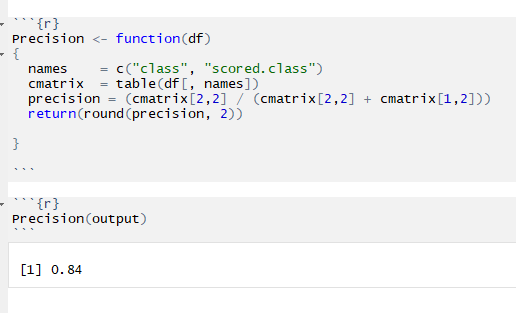 ```{r}
Precision <- function(df)
{
  names    = c("class", "scored.class")
  cmatrix  = table(df[, names])
  precision = (cmatrix[2,2] / (cmatrix[2,2] + cmatrix[1,2]))
  return(round(precision, 2))
}
```
```{r}
Precision(output)
```
[1] 0.84